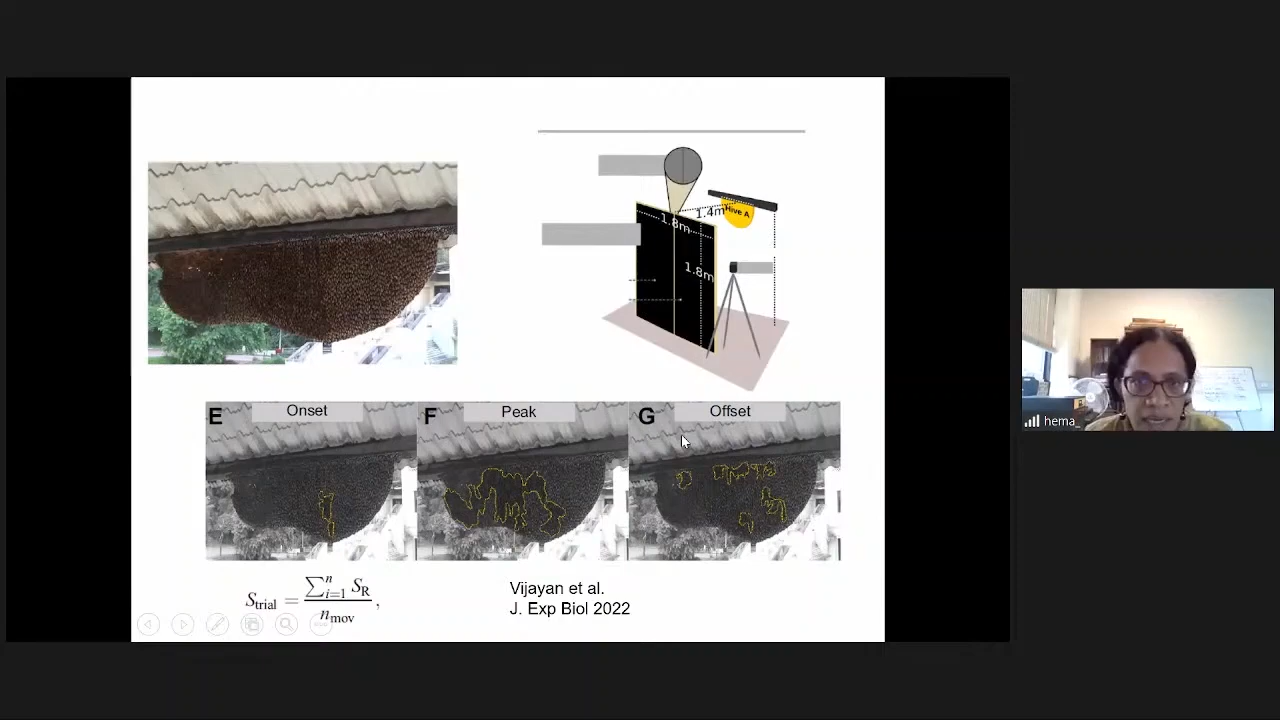 1.4m
Hive A
1.8m
1.8m
E
Onset
F
Peak
G
Offset
S_trial = ∑_{i=1}^{n} S_R / n_mov ,
Vijayan et al.
J. Exp Biol 2022
hema_